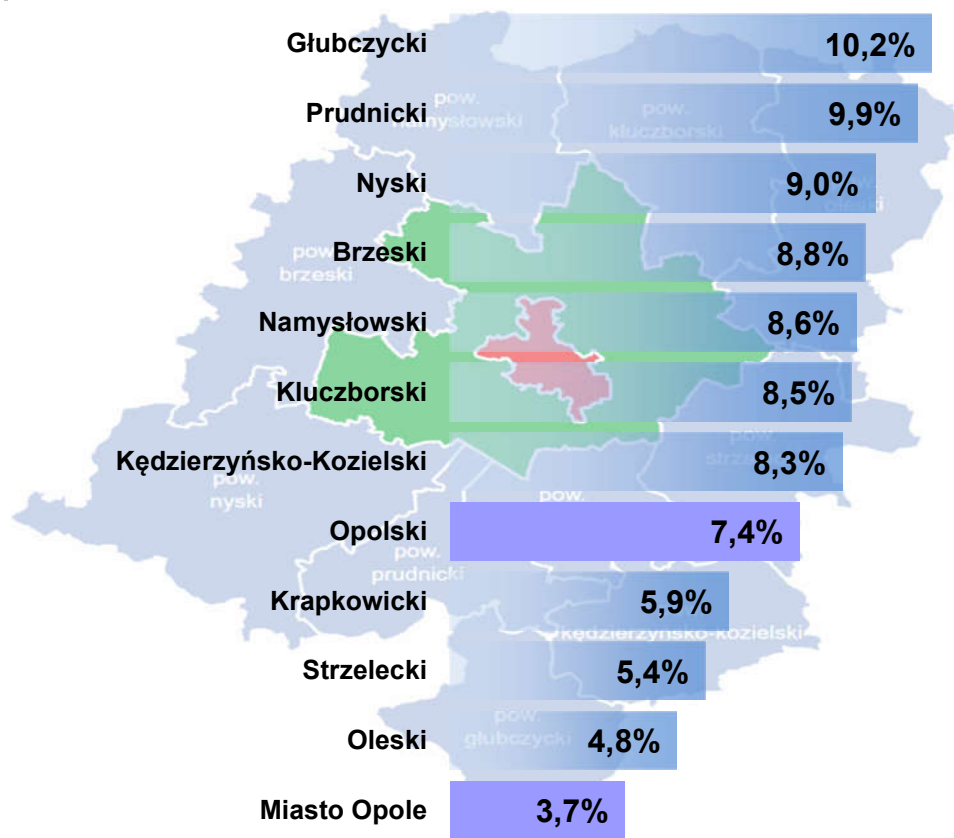 Głubczycki 10,2%
Prudnicki 9,9%
pow.
namysłowski
pow.
kluczborski
Nyski 9,0%
Brzeski 8,8%
pow.
brzeski
Namysłowski 8,6%
Kluczborski 8,5%
Kędzierzyńsko-Kozielski 8,3%
pow.
nyski
pow.
pow.
Opolski 7,4%
pow.
prudnicki
Krapkowicki 5,9%
kędzierzyńsko-kozielski
Strzelecki 5,4%
Oleski 4,8%
pow.
głubczycki
Miasto Opole 3,7%